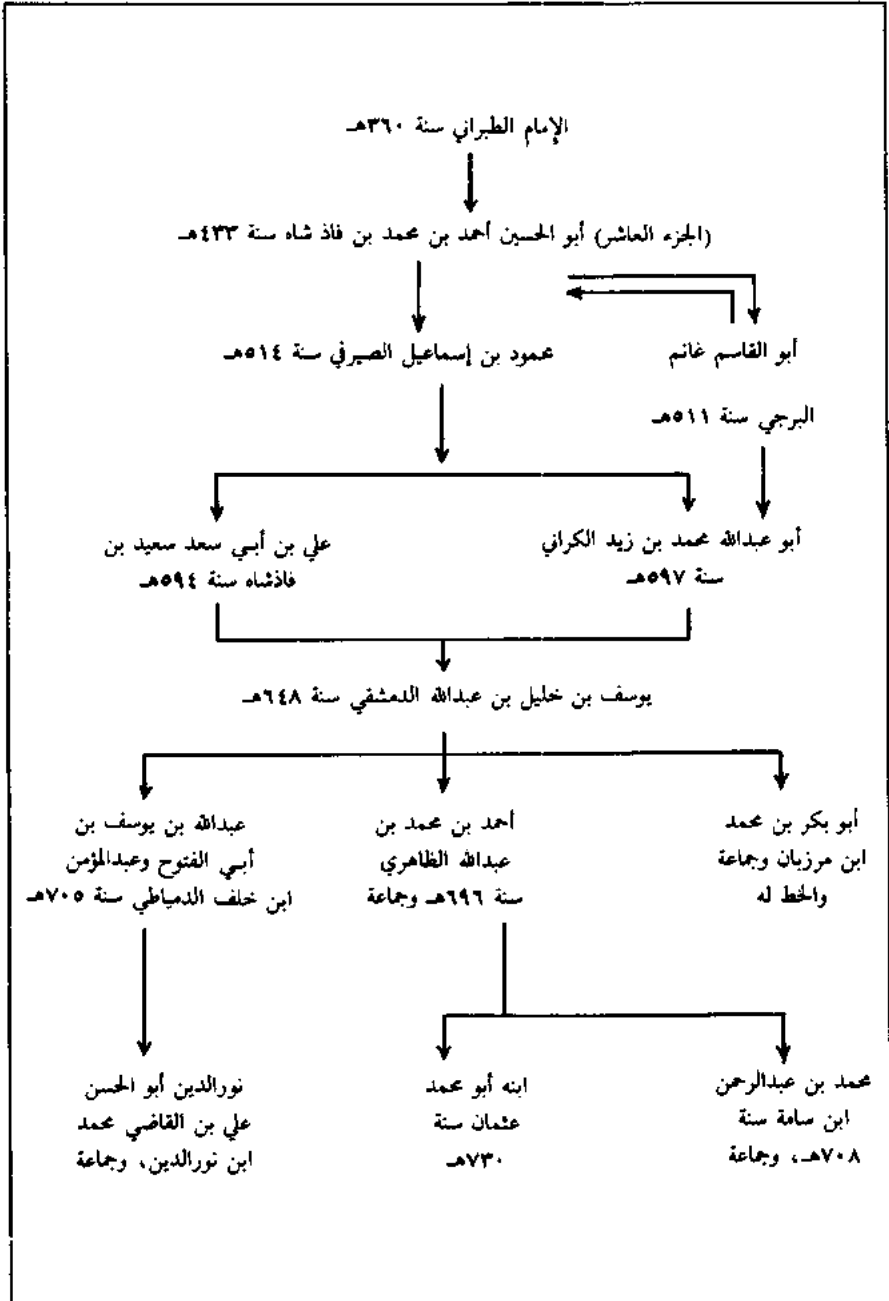 الإمام الطبراني سنة ٣٦٠هـ
(الجزء العاشر) أبو الحسين أحمد بن محمد بن فاذ شاه سنة ٤٣٣هـ
أبو القاسم غانم
البرجي سنة ٥١١هـ
محمود بن إسماعيل الصيرفي سنة ٥١٤هـ
أبو عبدالله محمد بن زيد الكراني
سنة ٥٩٧هـ
علي بن أبي سعد سعيد بن
فاذشاه سنة ٥٩٤هـ
يوسف بن خليل بن عبدالله الدمشقي سنة ٦٤٨هـ
أبو بكر بن محمد
ابن مرزبان وجماعة
والخط له
أحمد بن محمد بن
عبدالله الظاهري
سنة ٦٩٦هـ وجماعة
عبدالله بن يوسف بن
أبي الفتوح وعبدالمؤمن
ابن خلف الدمياطي سنة ٧٠٥هـ
محمد بن عبدالرحمن
ابن سامة سنة
٧٠٨هـ، وجماعة
ابنه أبو محمد
عثمان سنة
٧٣٠هـ
نورالدين أبو الحسن
علي بن القاضي محمد
ابن نورالدين، وجماعة